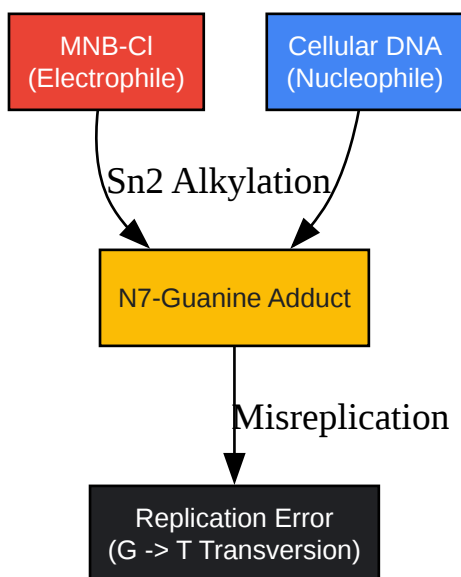 MNB-Cl
(Electrophile)
Cellular DNA
(Nucleophile)
Sn2 Alkylation
N7-Guanine Adduct
Misreplication
Replication Error
(G -> T Transversion)